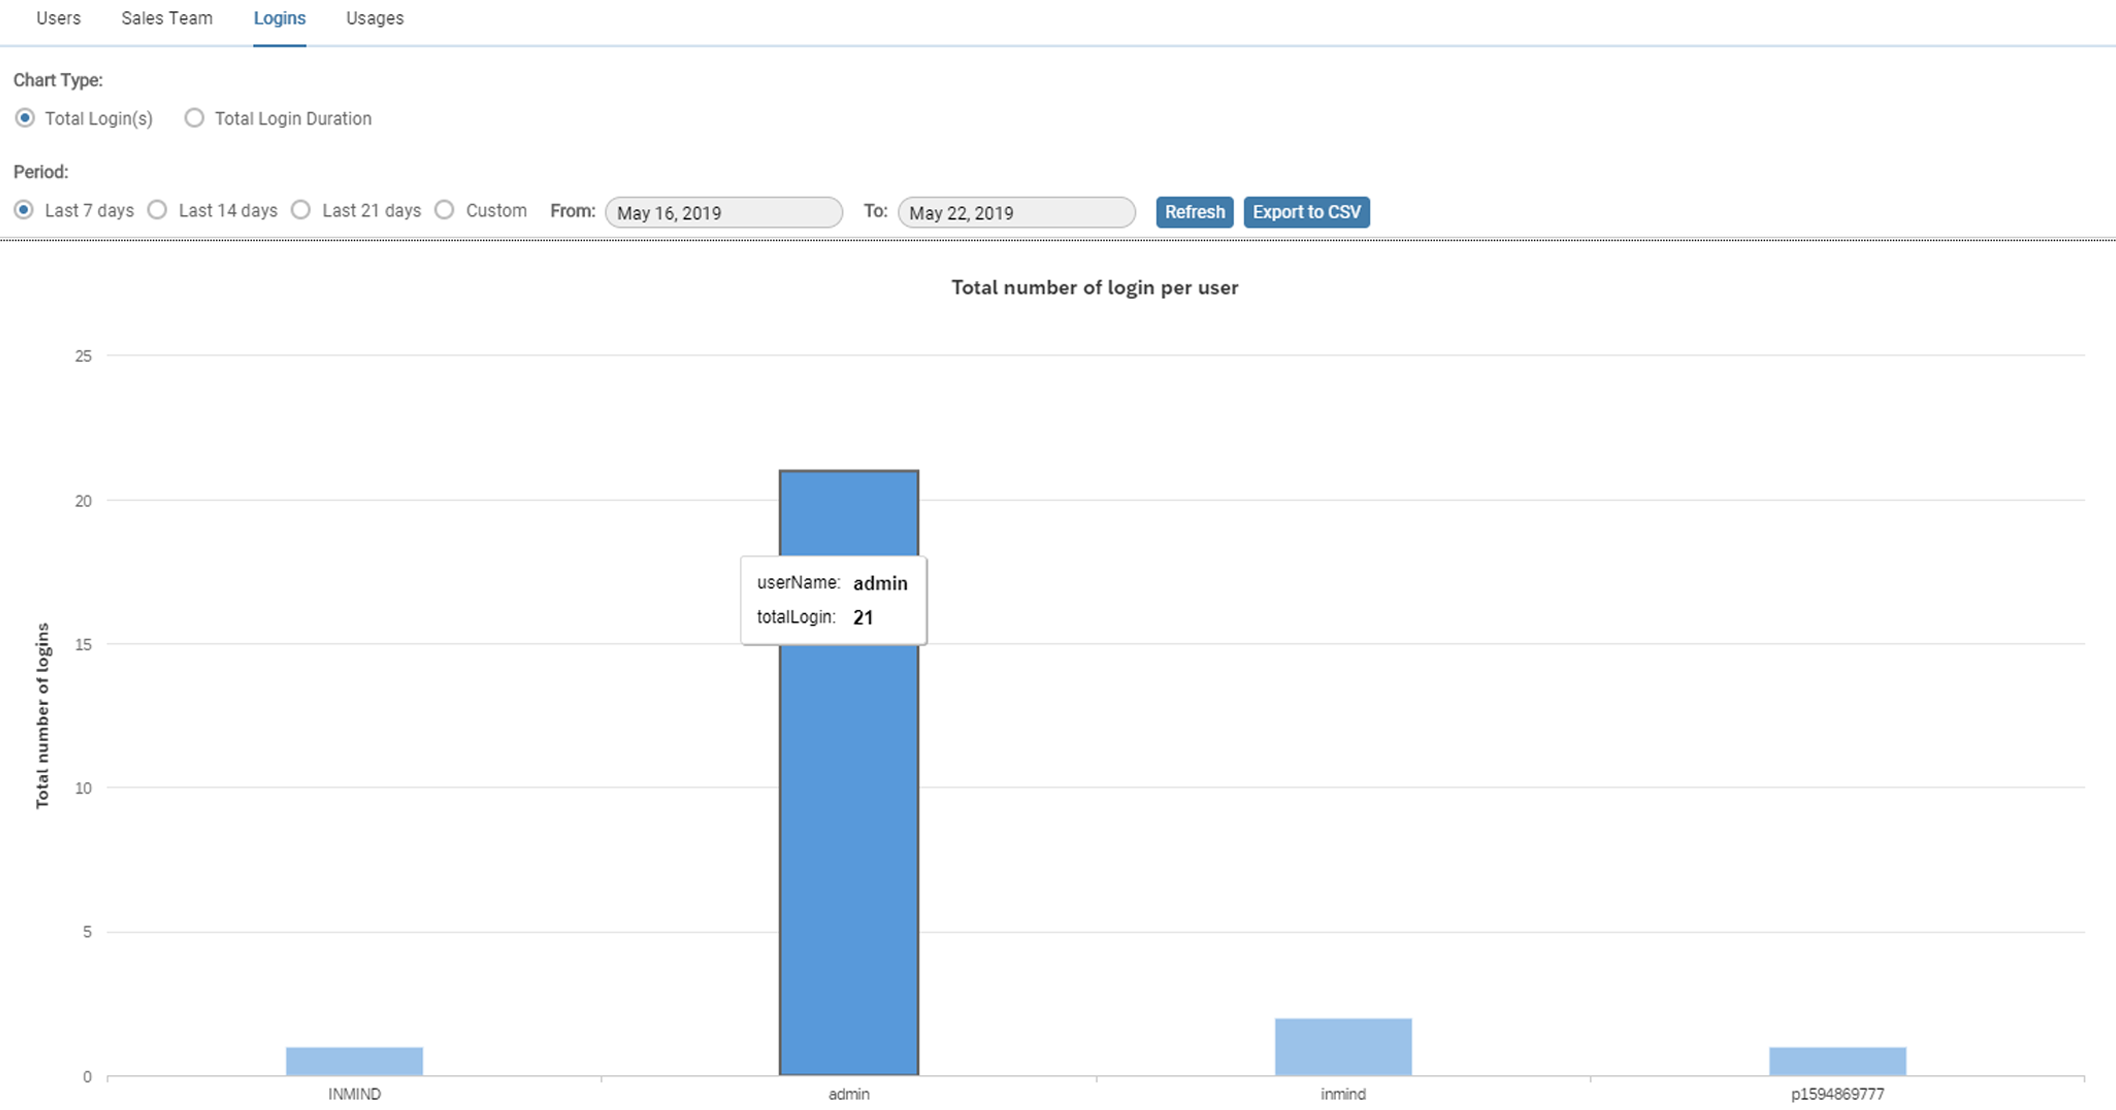 Users Sales Team Logins Usages
Chart Type:
Total Login(s) Total Login Duration
Period:
Last 7 days Last 14 days Last 21 days Custom From: May 16, 2019 To: May 22, 2019 Refresh Export to CSV
Total number of login per user
25
20
userName: admin
totalLogin: 21
15
Total number of logins
10
5
0
INMIND admin inmind p1594869777